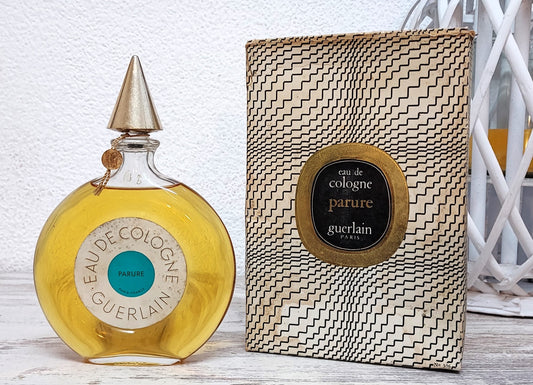 EAU DE COLOGNE
PARURE
GUERLAIN
eau de
cologne
parure
guerlain
PARIS